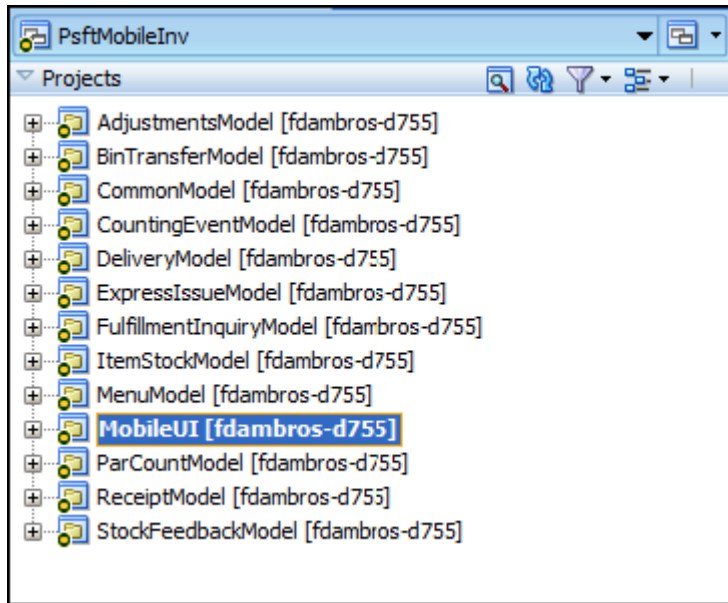 PsftMobileInv
Projects
AdjustmentsModel [fdambros-d755]
BinTransferModel [fdambros-d755]
CommonModel [fdambros-d755]
CountingEventModel [fdambros-d755]
DeliveryModel [fdambros-d755]
ExpressIssueModel [fdambros-d755]
FulfillmentInquiryModel [fdambros-d755]
ItemStockModel [fdambros-d755]
MenuModel [fdambros-d755]
MobileUI [fdambros-d755]
ParCountModel [fdambros-d755]
ReceiptModel [fdambros-d755]
StockFeedbackModel [fdambros-d755]